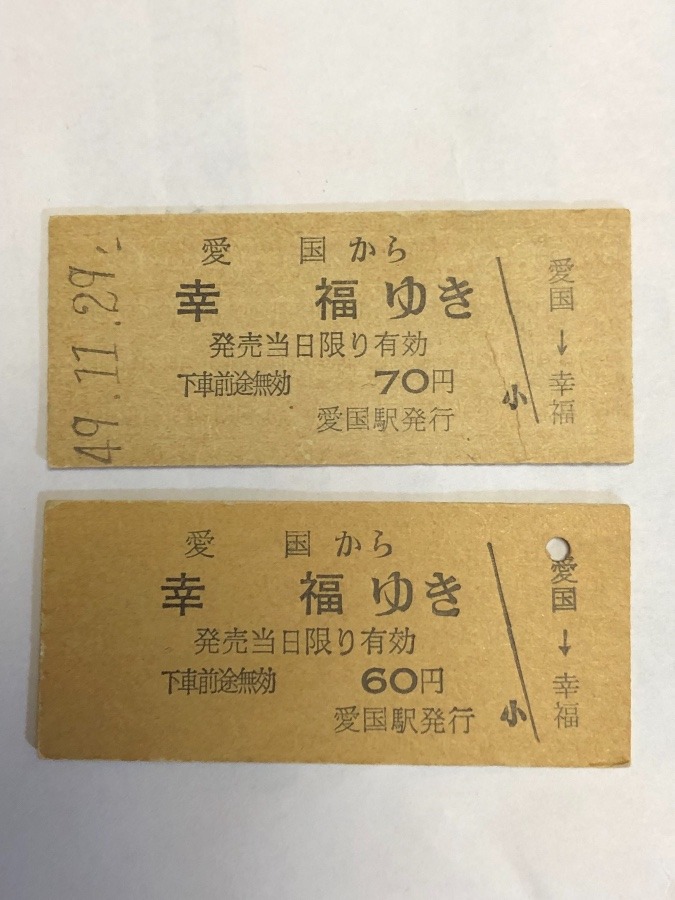 49.11.29
愛国から
幸福ゆき
発売当日限り有効
下車前途無効 70円
愛国駅発行
小
愛国→幸福
愛国から
幸福ゆき
発売当日限り有効
下車前途無効 60円
愛国駅発行
小
愛国→幸福